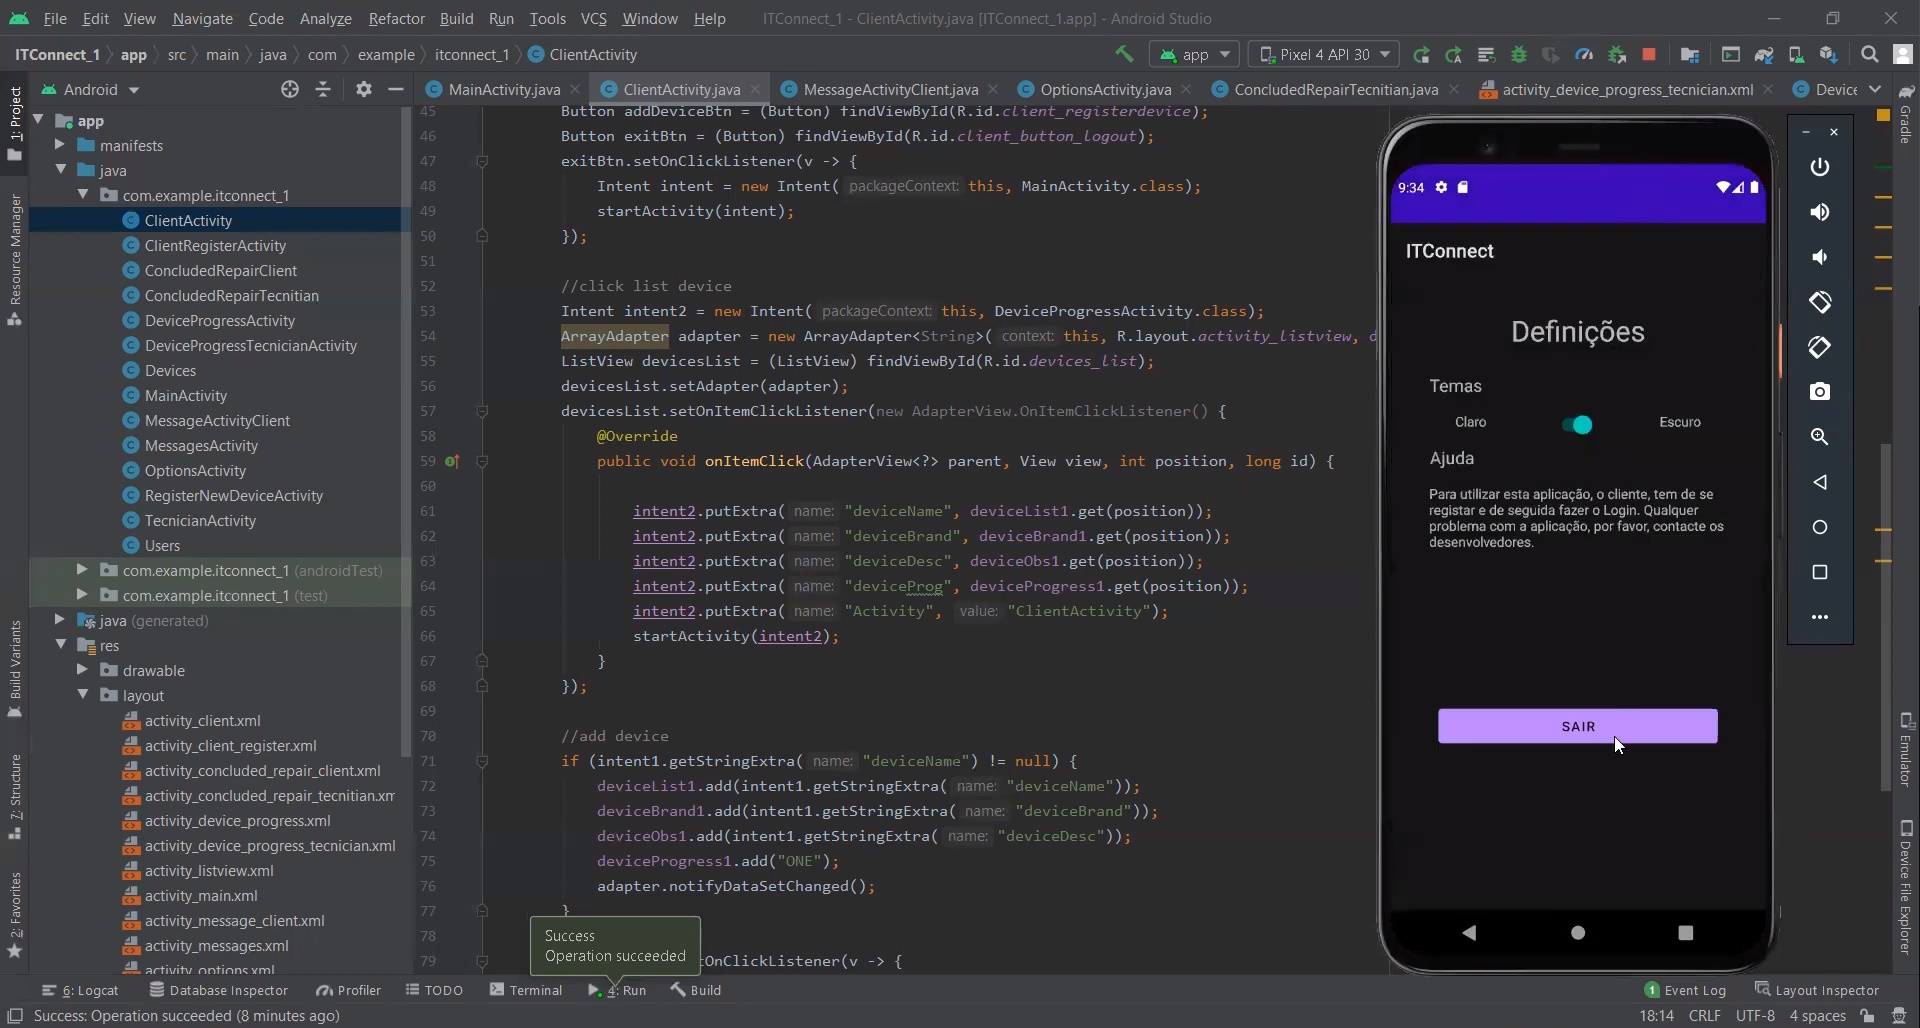 File Edit View Navigate Code Analyze Refactor Build Run Tools VCS Window Help ITConnect_1 - ClientActivity.java [ITConnect_1.app] - Android Studio
ITConnect_1 app src main java com example itconnect_1 ClientActivity app Pixel 4 API 30
Android
MainActivity.java ClientActivity.java MessageActivityClient.java OptionsActivity.java ConcludedRepairTecnitian.java activity_device_progress_tecnician.xml Device
1: Project
Resource Manager
Build Variants
7: Structure
2: Favorites
app
manifests
java
com.example.itconnect_1
ClientActivity
ClientRegisterActivity
ConcludedRepairClient
ConcludedRepairTecnitian
DeviceProgressActivity
DeviceProgressTecnicianActivity
Devices
MainActivity
MessageActivityClient
MessagesActivity
OptionsActivity
RegisterNewDeviceActivity
TecnicianActivity
Users
com.example.itconnect_1 (androidTest)
com.example.itconnect_1 (test)
java (generated)
res
drawable
layout
activity_client.xml
activity_client_register.xml
activity_concluded_repair_client.xml
activity_concluded_repair_tecnitian.xm
activity_device_progress.xml
activity_device_progress_tecnician.xml
activity_listview.xml
activity_main.xml
activity_message_client.xml
activity_messages.xml
activity_options.xml
45 Button addDeviceBtn = (Button) findViewById(R.id.client_registerdevice);
46 Button exitBtn = (Button) findViewById(R.id.client_button_logout);
47 exitBtn.setOnClickListener(v -> {
48 Intent intent = new Intent( packageContext: this, MainActivity.class);
49 startActivity(intent);
50 });
51
52 //click list device
53 Intent intent2 = new Intent( packageContext: this, DeviceProgressActivity.class);
54 ArrayAdapter adapter = new ArrayAdapter<String>( context: this, R.layout.activity_listview, d
55 ListView devicesList = (ListView) findViewById(R.id.devices_list);
56 devicesList.setAdapter(adapter);
57 devicesList.setOnItemClickListener(new AdapterView.OnItemClickListener() {
58 @Override
59 public void onItemClick(AdapterView<?> parent, View view, int position, long id) {
60
61 intent2.putExtra( name: "deviceName", deviceList1.get(position));
62 intent2.putExtra( name: "deviceBrand", deviceBrand1.get(position));
63 intent2.putExtra( name: "deviceDesc", deviceObs1.get(position));
64 intent2.putExtra( name: "deviceProg", deviceProgress1.get(position));
65 intent2.putExtra( name: "Activity", value: "ClientActivity");
66 startActivity(intent2);
67 }
68 });
69
70 //add device
71 if (intent1.getStringExtra( name: "deviceName") != null) {
72 deviceList1.add(intent1.getStringExtra( name: "deviceName"));
73 deviceBrand1.add(intent1.getStringExtra( name: "deviceBrand"));
74 deviceObs1.add(intent1.getStringExtra( name: "deviceDesc"));
75 deviceProgress1.add("ONE");
76 adapter.notifyDataSetChanged();
77 }
78
79 OnClickListener(v -> {
Success
Operation succeeded
9:34
ITConnect
Definições
Temas
Claro Escuro
Ajuda
Para utilizar esta aplicação, o cliente, tem de se
registar e de seguida fazer o Login. Qualquer
problema com a aplicação, por favor, contacte os
desenvolvedores.
SAIR
Gradle
Emulator
Device File Explorer
6: Logcat Database Inspector Profiler TODO Terminal 4: Run Build 1 Event Log Layout Inspector
Success: Operation succeeded (8 minutes ago) 18:14 CRLF UTF-8 4 spaces